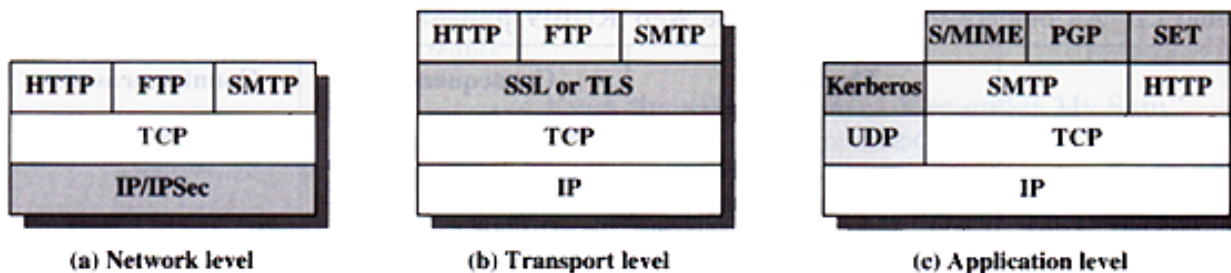 HTTP FTP SMTP
TCP
IP/IPSec
(a) Network level
HTTP FTP SMTP
SSL or TLS
TCP
IP
(b) Transport level
S/MIME PGP SET
Kerberos SMTP HTTP
UDP TCP
IP
(c) Application level